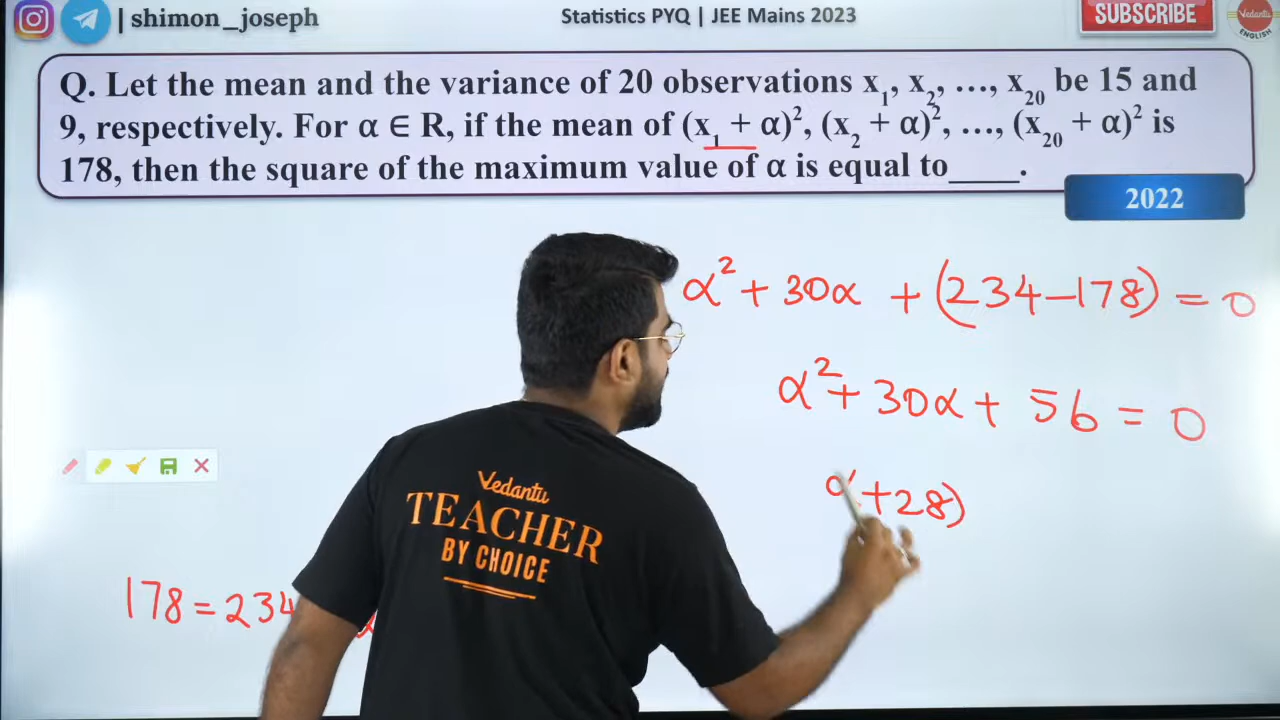 | shimon_joseph
Statistics PYQ | JEE Mains 2023
SUBSCRIBE
Vedantu
ENGLISH
Q. Let the mean and the variance of 20 observations x₁, x₂, …, x₂₀ be 15 and
9, respectively. For α ∈ R, if the mean of (x₁ + α)², (x₂ + α)², …, (x₂₀ + α)² is
178, then the square of the maximum value of α is equal to____.
2022
α² + 30α + (234−178) = 0
α² + 30α + 56 = 0
α +28)
Vedantu
TEACHER
BY CHOICE
178 = 234